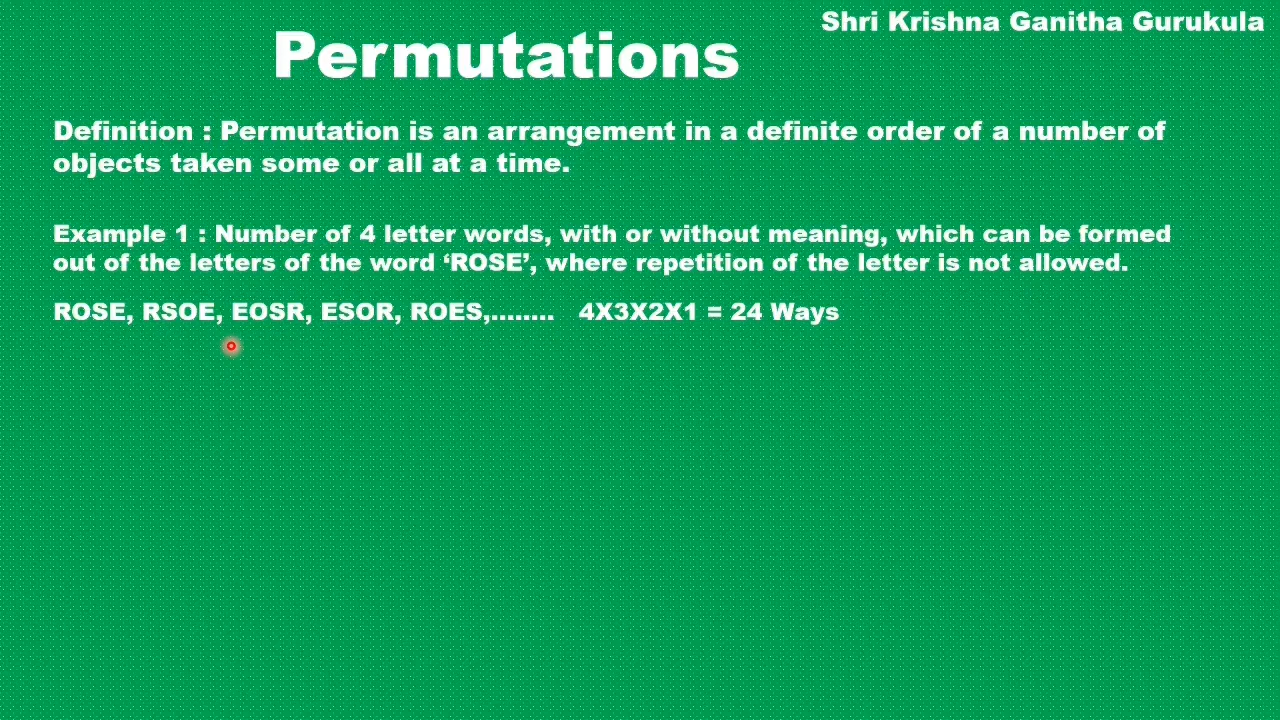 Shri Krishna Ganitha Gurukula
Permutations
Definition : Permutation is an arrangement in a definite order of a number of
objects taken some or all at a time.
Example 1 : Number of 4 letter words, with or without meaning, which can be formed
out of the letters of the word ‘ROSE’, where repetition of the letter is not allowed.
ROSE, RSOE, EOSR, ESOR, ROES,........ 4X3X2X1 = 24 Ways